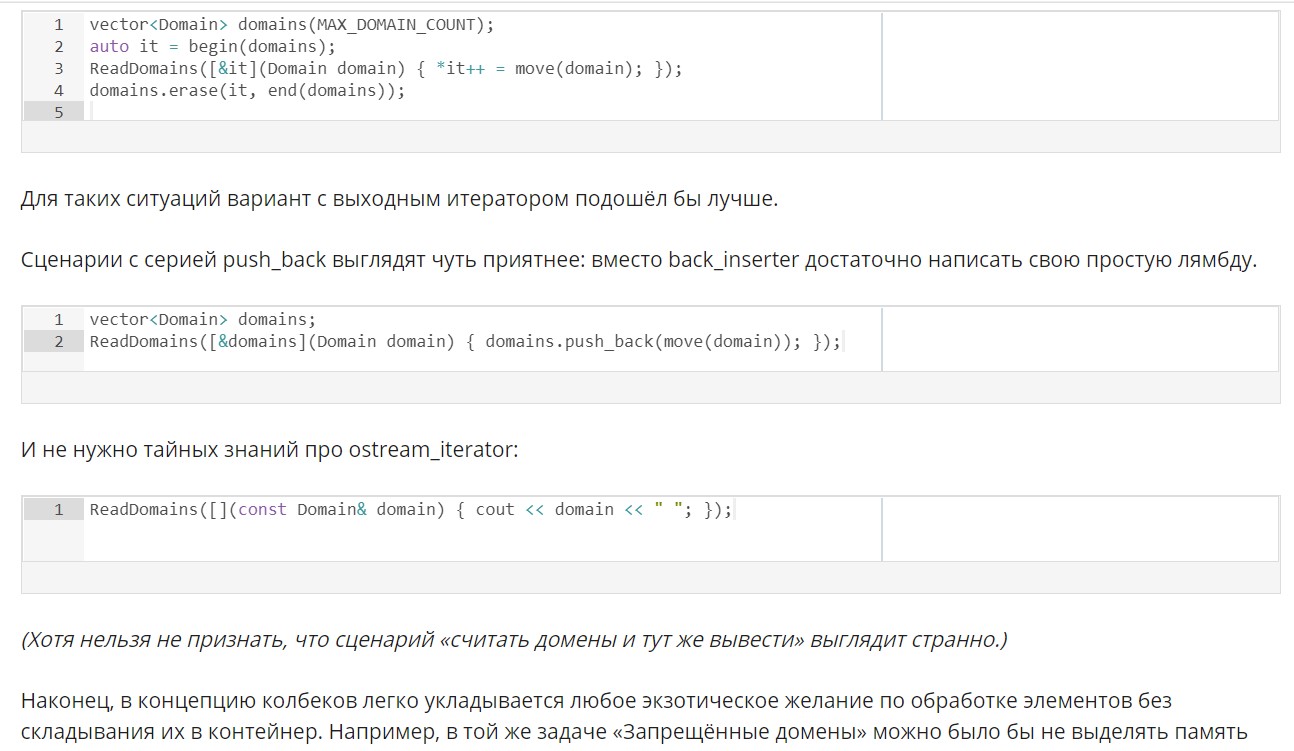 1 vector<Domain> domains(MAX_DOMAIN_COUNT);
2 auto it = begin(domains);
3 ReadDomains([&it](Domain domain) { *it++ = move(domain); });
4 domains.erase(it, end(domains));
5
Для таких ситуаций вариант с выходным итератором подошёл бы лучше.
Сценарии с серией push_back выглядят чуть приятнее: вместо back_inserter достаточно написать свою простую лямбду.
1 vector<Domain> domains;
2 ReadDomains([&domains](Domain domain) { domains.push_back(move(domain)); });
И не нужно тайных знаний про ostream_iterator:
1 ReadDomains([](const Domain& domain) { cout << domain << " "; });
(Хотя нельзя не признать, что сценарий «считать домены и тут же вывести» выглядит странно.)
Наконец, в концепцию колбеков легко укладывается любое экзотическое желание по обработке элементов без
складывания их в контейнер. Например, в той же задаче «Запрещённые домены» можно было бы не выделять память